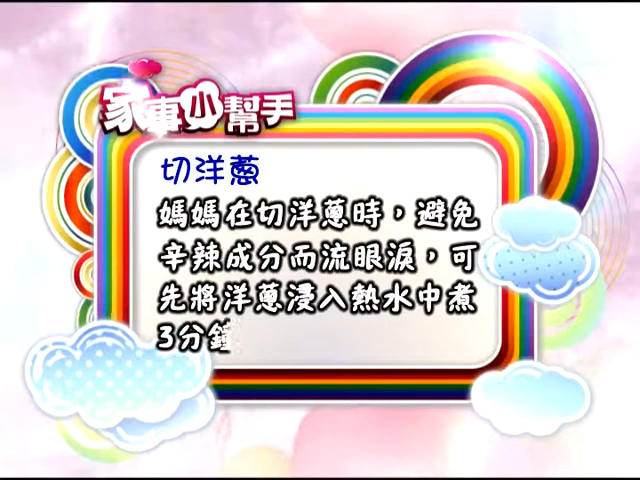 家事小幫手
切洋蔥
媽媽在切洋蔥時，避免
辛辣成分而流眼淚，可
先將洋蔥浸入熱水中煮
3分鐘